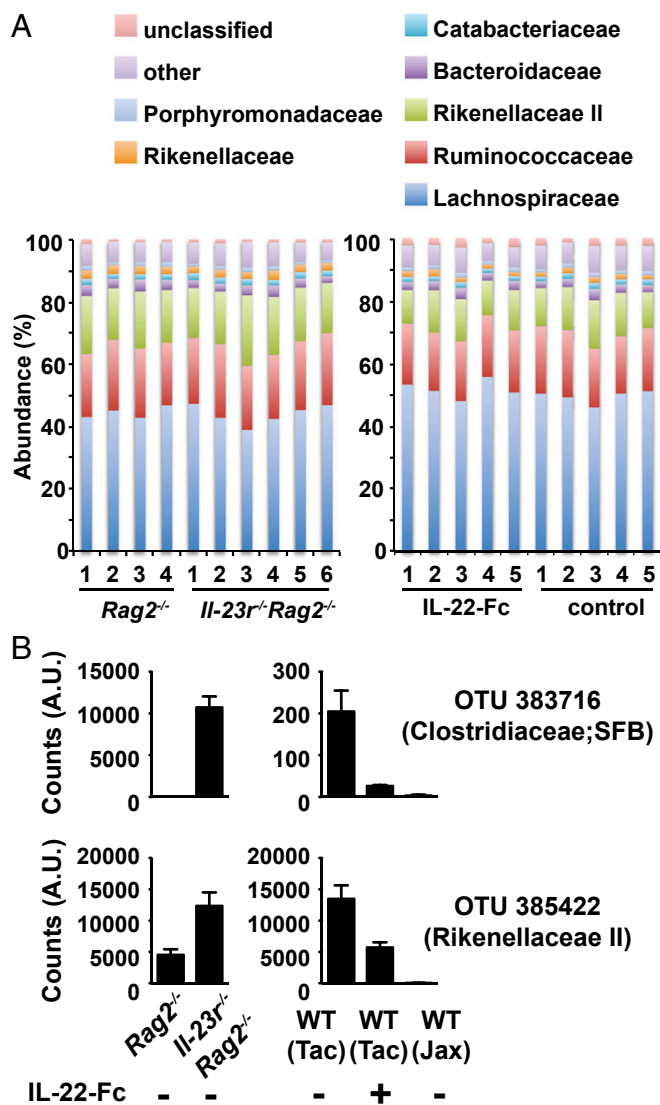 A
unclassified
other
Porphyromonadaceae
Rikenellaceae
Catabacteriaceae
Bacteroidaceae
Rikenellaceae II
Ruminococcaceae
Lachnospiraceae
Abundance (%)
100
80
60
40
20
0
1 2 3 4 1 2 3 4 5 6
Rag2-/- Il-23r-/-Rag2-/-
100
80
60
40
20
0
1 2 3 4 5 1 2 3 4 5
IL-22-Fc control
B
Counts (A.U.)
15000
10000
5000
0
300
200
100
0
OTU 383716
(Clostridiaceae;SFB)
Counts (A.U.)
20000
15000
10000
5000
0
20000
15000
10000
5000
0
OTU 385422
(Rikenellaceae II)
Rag2-/-
Il-23r-/-
Rag2-/-
WT WT WT
(Tac) (Tac) (Jax)
IL-22-Fc - - - + -